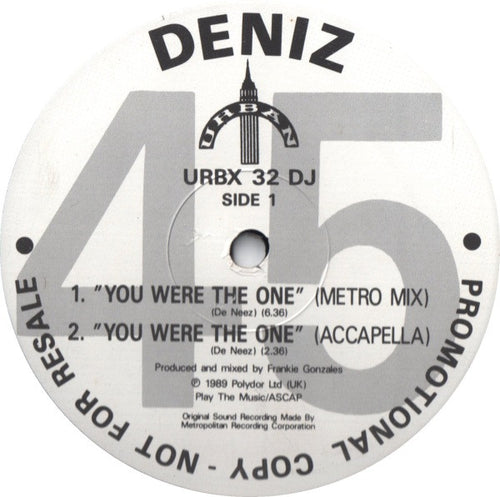 DENIZ
URBAN
45
URBX 32 DJ
SIDE 1
1. "YOU WERE THE ONE" (METRO MIX)
(De Neez) (6.36)
2. "YOU WERE THE ONE" (ACCAPELLA)
(De Neez) (2.36)
Produced and mixed by Frankie Gonzales
℗ 1989 Polydor Ltd (UK)
Play The Music/ASCAP
Original Sound Recording Made By
Metropolitan Recording Corporation
• PROMOTIONAL COPY - NOT FOR RESALE •